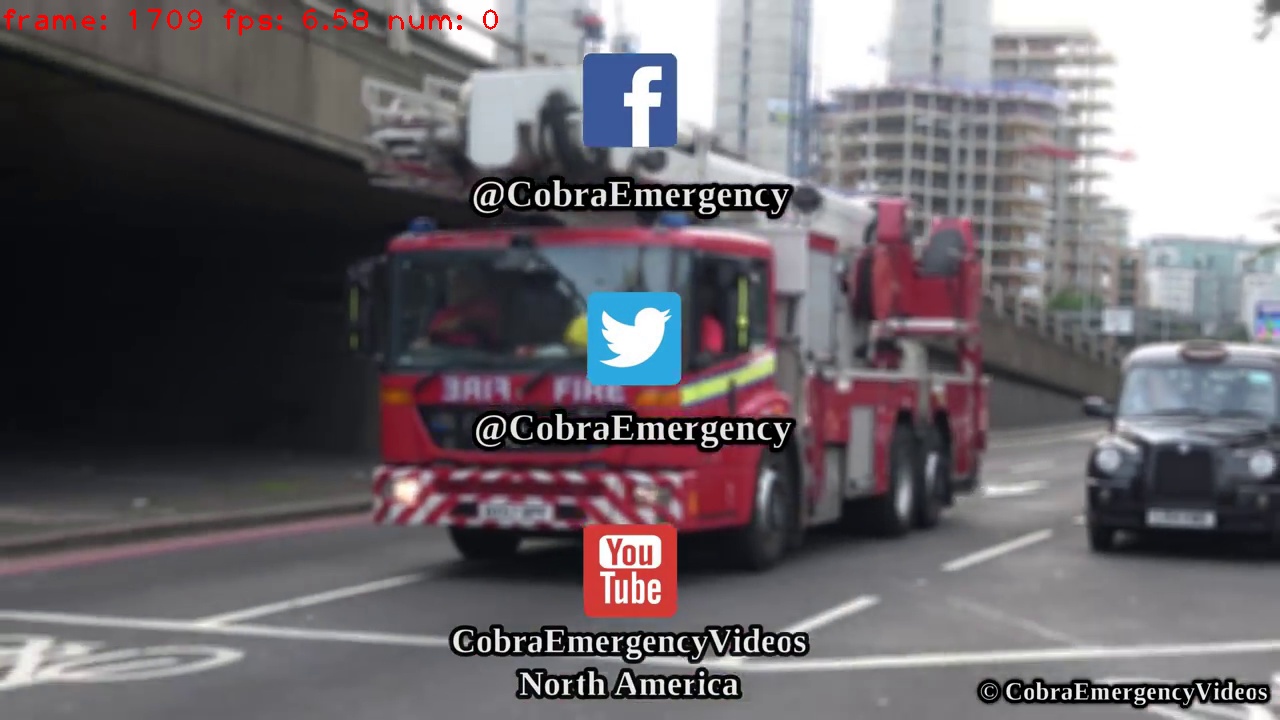 frame: 1709 fps: 6.58 num: 0
f
@CobraEmergency
FIRE FIRE
@CobraEmergency
You
Tube
CobraEmergencyVideos
North America
© CobraEmergencyVideos